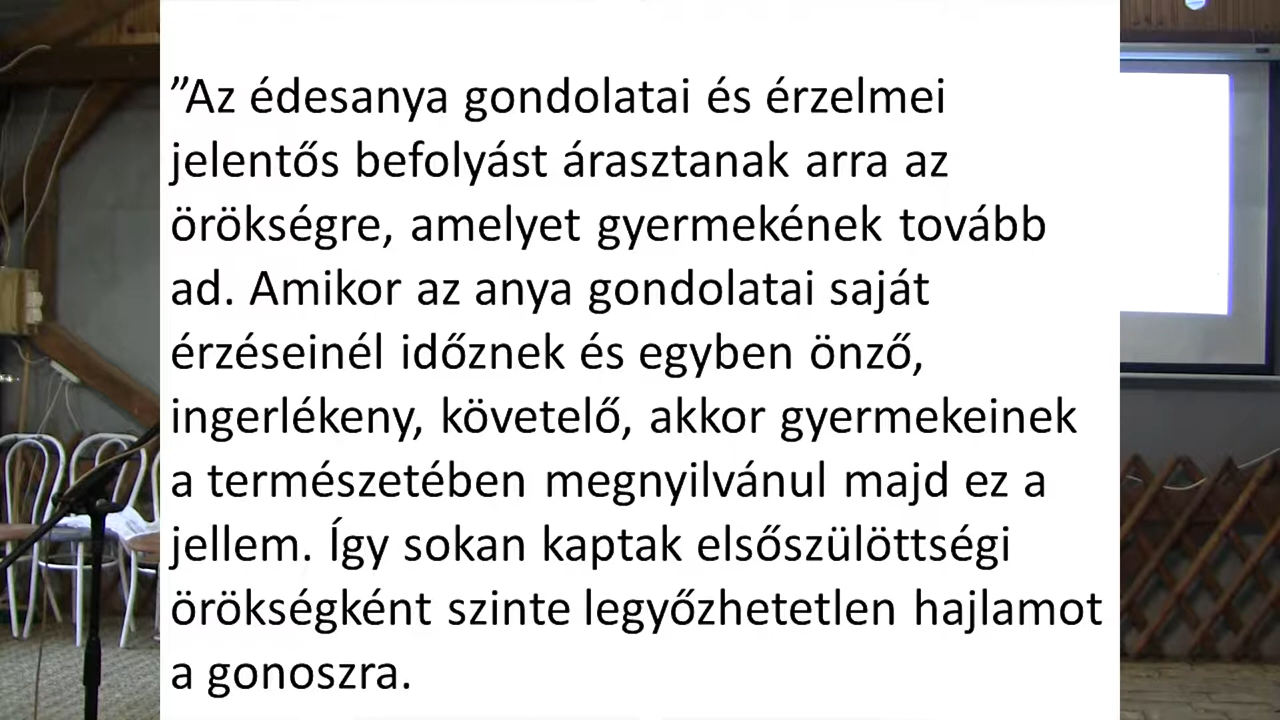 ”Az édesanya gondolatai és érzelmei
jelentős befolyást árasztanak arra az
örökségre, amelyet gyermekének tovább
ad. Amikor az anya gondolatai saját
érzéseinél időznek és egyben önző,
ingerlékeny, követelő, akkor gyermekeinek
a természetében megnyilvánul majd ez a
jellem. Így sokan kaptak elsőszülöttségi
örökségként szinte legyőzhetetlen hajlamot
a gonoszra.